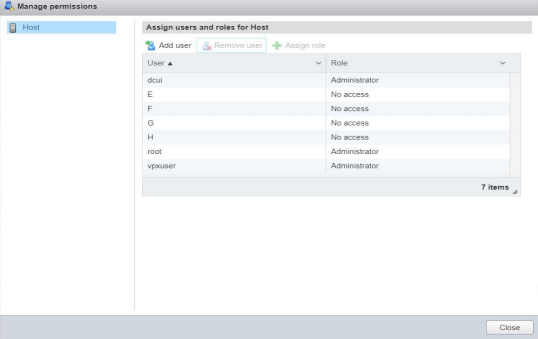 Manage permissions
Host
Assign users and roles for Host
Add user Remove user Assign role
User Role
dcui Administrator
E No access
F No access
G No access
H No access
root Administrator
vpxuser Administrator
7 items
Close